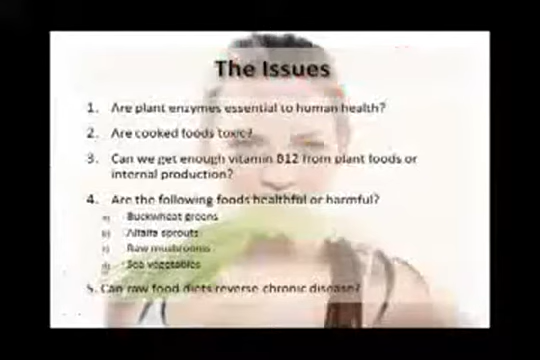 The Issues
1. Are plant enzymes essential to human health?
2. Are cooked foods toxic?
3. Can we get enough vitamin B12 from plant foods or
internal production?
4. Are the following foods healthful or harmful?
a) Buckwheat greens
b) Alfalfa sprouts
c) Raw mushrooms
d) Sea vegetables
5. Can raw food diets reverse chronic disease?